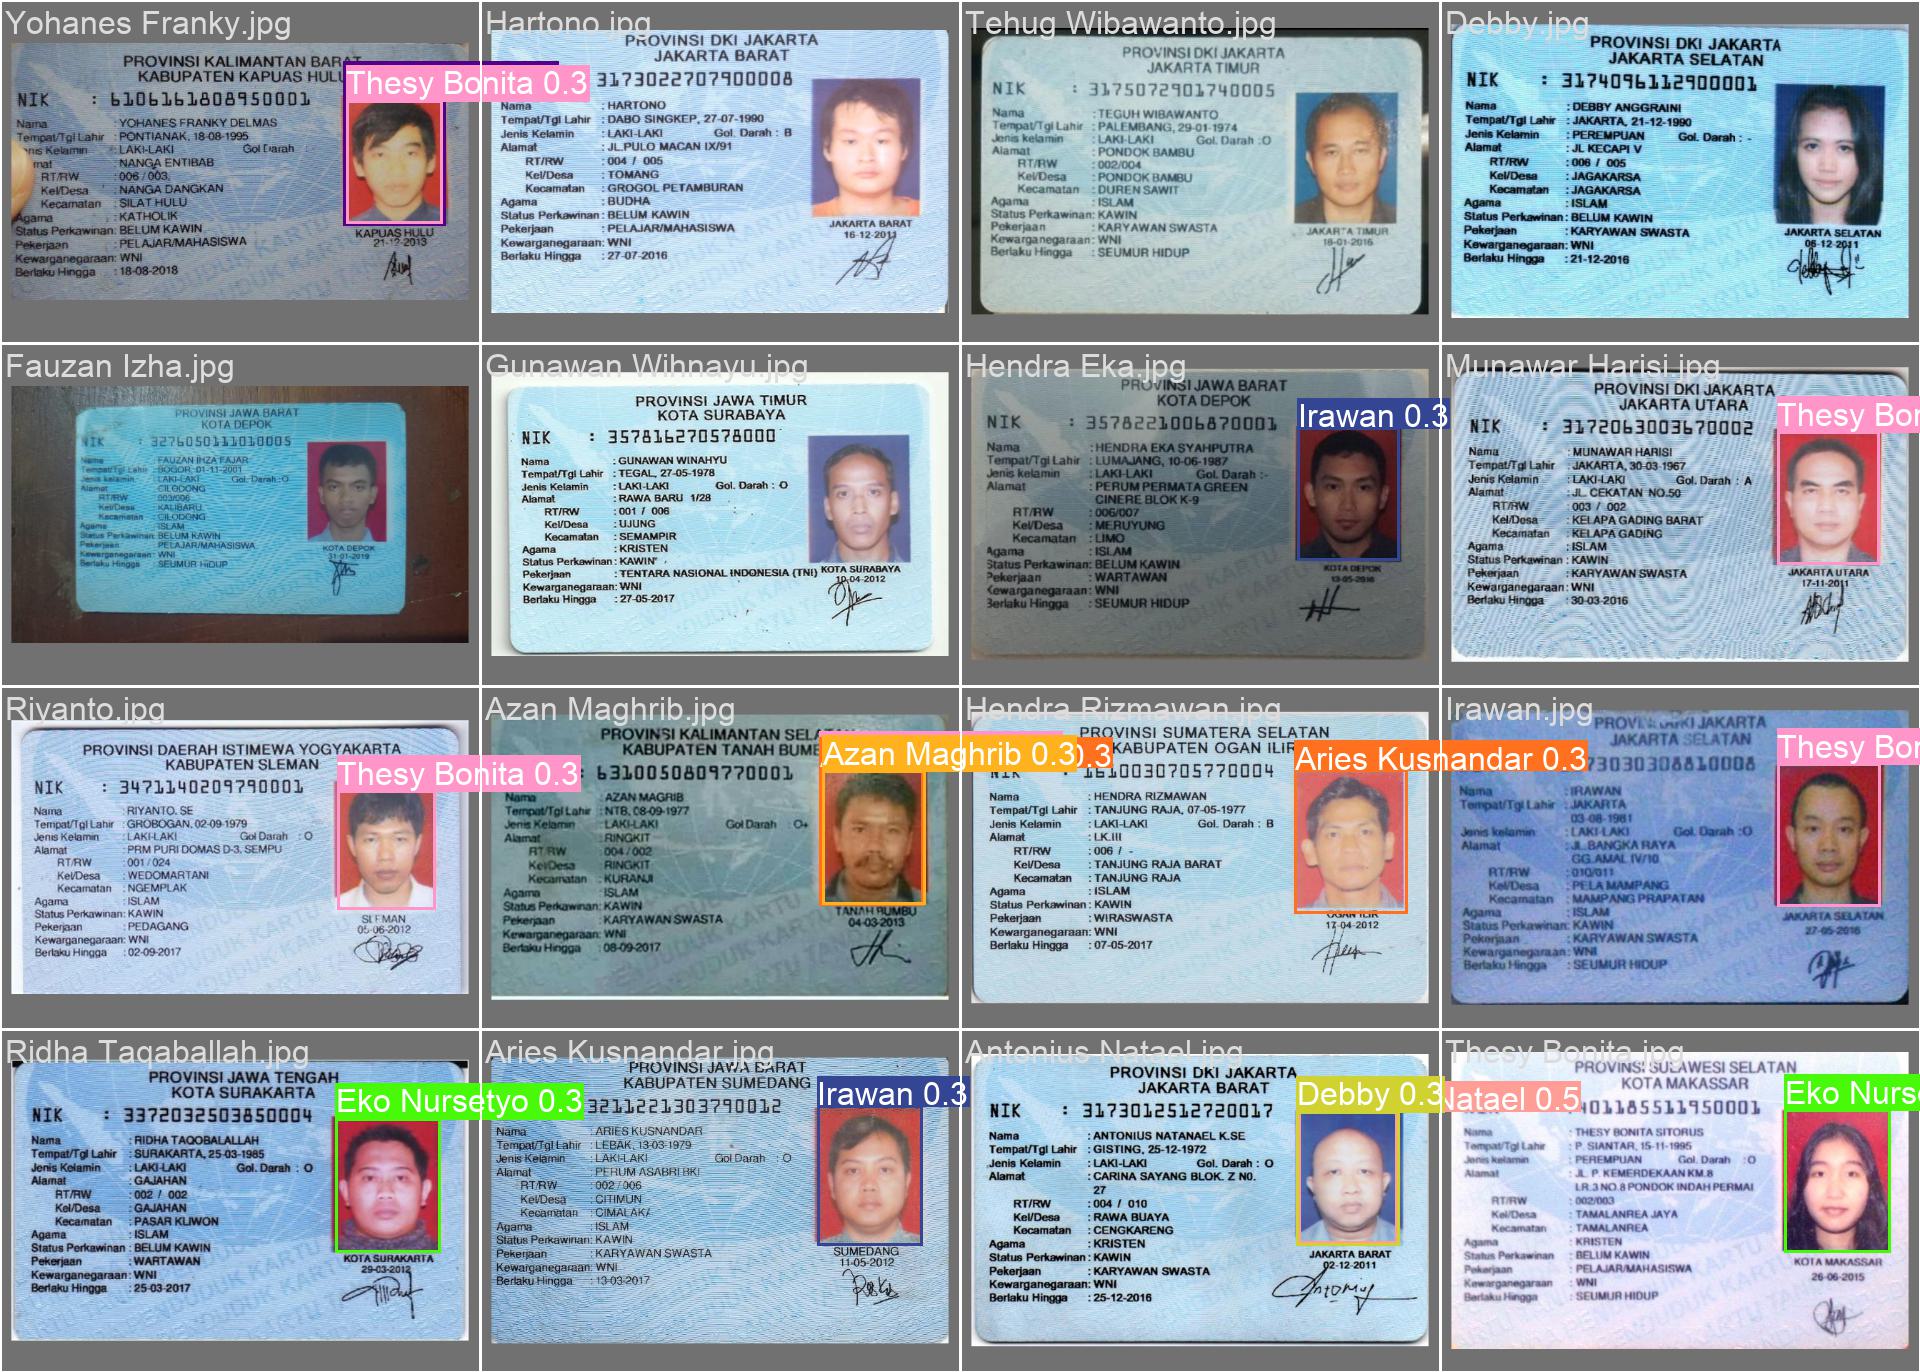 Yohanes Franky.jpg
PROVINSI KALIMANTAN BARAT
KABUPATEN KAPUAS HULU
Thesy Bonita 0.3
NIK : 6106161808950001
Nama : YOHANES FRANKY DELMAS
Tempat/Tgl Lahir : PONTIANAK, 18-08-1995
Jenis Kelamin : LAKI-LAKI Gol Darah :
Alamat : NANGA ENTIBAB
RT/RW : 006 / 003
Kel/Desa : NANGA DANGKAN
Kecamatan : SILAT HULU
Agama : KATHOLIK
Status Perkawinan: BELUM KAWIN
Pekerjaan : PELAJAR/MAHASISWA
Kewarganegaraan: WNI
Berlaku Hingga : 18-08-2018
KAPUAS HULU
21-12-2013
Hartono.jpg
PROVINSI DKI JAKARTA
JAKARTA BARAT
3173022707900008
Nama : HARTONO
Tempat/Tgl Lahir : DABO SINGKEP, 27-07-1990
Jenis Kelamin : LAKI-LAKI Gol. Darah : B
Alamat : JL.PULO MACAN IX/91
RT/RW : 004 / 005
Kel/Desa : TOMANG
Kecamatan : GROGOL PETAMBURAN
Agama : BUDHA
Status Perkawinan: BELUM KAWIN
Pekerjaan : PELAJAR/MAHASISWA
Kewarganegaraan: WNI
Berlaku Hingga : 27-07-2016
JAKARTA BARAT
16-12-2011
Tehug Wibawanto.jpg
PROVINSI DKI JAKARTA
JAKARTA TIMUR
NIK : 3175072901740005
Nama : TEGUH WIBAWANTO
Tempat/Tgl Lahir : PALEMBANG, 29-01-1974
Jenis kelamin : LAKI-LAKI Gol. Darah :O
Alamat : PONDOK BAMBU
RT/RW : 002/004
Kel/Desa : PONDOK BAMBU
Kecamatan : DUREN SAWIT
Agama : ISLAM
Status Perkawinan: KAWIN
Pekerjaan : KARYAWAN SWASTA
Kewarganegaraan: WNI
Berlaku Hingga : SEUMUR HIDUP
JAKARTA TIMUR
18-01-2016
Debby.jpg
PROVINSI DKI JAKARTA
JAKARTA SELATAN
NIK : 3174096112900001
Nama : DEBBY ANGGRAINI
Tempat/Tgl Lahir : JAKARTA, 21-12-1990
Jenis Kelamin : PEREMPUAN Gol. Darah : -
Alamat : JL KECAPI V
RT/RW : 006 / 005
Kel/Desa : JAGAKARSA
Kecamatan : JAGAKARSA
Agama : ISLAM
Status Perkawinan: BELUM KAWIN
Pekerjaan : KARYAWAN SWASTA
Kewarganegaraan: WNI
Berlaku Hingga : 21-12-2016
JAKARTA SELATAN
06-12-2011
Fauzan Izha.jpg
PROVINSI JAWA BARAT
KOTA DEPOK
NIK : 3276050111010005
Nama : FAUZAN IHZA FAJAR
Tempat/Tgl Lahir : BOGOR, 01-11-2001
Jenis kelamin : LAKI-LAKI Gol. Darah :O
Alamat : CILODONG
RT/RW : 003/006
Kel/Desa : KALIBARU
Kecamatan : CILODONG
Agama : ISLAM
Status Perkawinan: BELUM KAWIN
Pekerjaan : PELAJAR/MAHASISWA
Kewarganegaraan: WNI
Berlaku Hingga : SEUMUR HIDUP
KOTA DEPOK
31-01-2019
Gunawan Wihnayu.jpg
PROVINSI JAWA TIMUR
KOTA SURABAYA
NIK : 357816270578000
Nama : GUNAWAN WINAHYU
Tempat/Tgl Lahir : TEGAL, 27-05-1978
Jenis Kelamin : LAKI-LAKI Gol. Darah : O
Alamat : RAWA BARU 1/28
RT/RW : 001 / 006
Kel/Desa : UJUNG
Kecamatan : SEMAMPIR
Agama : KRISTEN
Status Perkawinan: KAWIN
Pekerjaan : TENTARA NASIONAL INDONESIA (TNI)
Kewarganegaraan: WNI
Berlaku Hingga : 27-05-2017
KOTA SURABAYA
10-04-2012
Hendra Eka.jpg
PROVINSI JAWA BARAT
KOTA DEPOK
Irawan 0.3
NIK : 3578221006870001
Nama : HENDRA EKA SYAHPUTRA
Tempat/Tgl Lahir : LUMAJANG, 10-06-1987
Jenis kelamin : LAKI-LAKI Gol. Darah :-
Alamat : PERUM PERMATA GREEN
CINERE BLOK K-9
RT/RW : 006/007
Kel/Desa : MERUYUNG
Kecamatan : LIMO
Agama : ISLAM
Status Perkawinan: BELUM KAWIN
Pekerjaan : WARTAWAN
Kewarganegaraan: WNI
Berlaku Hingga : SEUMUR HIDUP
KOTA DEPOK
13-05-2016
Munawar Harisi.jpg
PROVINSI DKI JAKARTA
JAKARTA UTARA
Thesy Bon
NIK : 3172063003670002
Nama : MUNAWAR HARISI
Tempat/Tgl Lahir : JAKARTA, 30-03-1967
Jenis Kelamin : LAKI-LAKI Gol. Darah : A
Alamat : JL. CEKATAN NO.50
RT/RW : 003 / 002
Kel/Desa : KELAPA GADING BARAT
Kecamatan : KELAPA GADING
Agama : ISLAM
Status Perkawinan: KAWIN
Pekerjaan : KARYAWAN SWASTA
Kewarganegaraan: WNI
Berlaku Hingga : 30-03-2016
JAKARTA UTARA
17-11-2011
Riyanto.jpg
PROVINSI DAERAH ISTIMEWA YOGYAKARTA
KABUPATEN SLEMAN
Thesy Bonita 0.3
NIK : 3471140209790001
Nama : RIYANTO, SE
Tempat/Tgl Lahir : GROBOGAN, 02-09-1979
Jenis Kelamin : LAKI-LAKI Gol Darah : O
Alamat : PRM PURI DOMAS D-3, SEMPU
RT/RW : 001 / 024
Kel/Desa : WEDOMARTANI
Kecamatan : NGEMPLAK
Agama : ISLAM
Status Perkawinan: KAWIN
Pekerjaan : PEDAGANG
Kewarganegaraan: WNI
Berlaku Hingga : 02-09-2017
SLEMAN
05-06-2012
Azan Maghrib.jpg
PROVINSI KALIMANTAN SELA
KABUPATEN TANAH BUMB
Azan Maghrib 0.3
6310050809770001
Nama : AZAN MAGRIB
Tempat/Tgl Lahir : NTB, 08-09-1977
Jenis Kelamin : LAKI-LAKI Gol Darah : O+
Alamat : RINGKIT
RT/RW : 004 / 002
Kel/Desa : RINGKIT
Kecamatan : KURANJI
Agama : ISLAM
Status Perkawinan: KAWIN
Pekerjaan : KARYAWAN SWASTA
Kewarganegaraan: WNI
Berlaku Hingga : 08-09-2017
TANAH BUMBU
04-03-2013
Hendra Rizmawan.jpg
PROVINSI SUMATERA SELATAN
KABUPATEN OGAN ILIR
0.3
Aries Kusnandar 0.3
1610030705770004
Nama : HENDRA RIZMAWAN
Tempat/Tgl Lahir : TANJUNG RAJA, 07-05-1977
Jenis Kelamin : LAKI-LAKI Gol. Darah : B
Alamat : LK.III
RT/RW : 006 / -
Kel/Desa : TANJUNG RAJA BARAT
Kecamatan : TANJUNG RAJA
Agama : ISLAM
Status Perkawinan: KAWIN
Pekerjaan : WIRASWASTA
Kewarganegaraan: WNI
Berlaku Hingga : 07-05-2017
OGAN ILIR
17-04-2012
Irawan.jpg
PROVINSI DKI JAKARTA
JAKARTA SELATAN
Thesy Bon
73030308810008
Nama : IRAWAN
Tempat/Tgl Lahir : JAKARTA
03-08-1981
Jenis kelamin : LAKI-LAKI Gol. Darah :O
Alamat : JL.BANGKA RAYA
GG.AMAL IV/10
RT/RW : 010/011
Kel/Desa : PELA MAMPANG
Kecamatan : MAMPANG PRAPATAN
Agama : ISLAM
Status Perkawinan: KAWIN
Pekerjaan : KARYAWAN SWASTA
Kewarganegaraan: WNI
Berlaku Hingga : SEUMUR HIDUP
JAKARTA SELATAN
27-05-2016
Ridha Taqaballah.jpg
PROVINSI JAWA TENGAH
KOTA SURAKARTA
Eko Nursetyo 0.3
NIK : 3372032503850004
Nama : RIDHA TAQOBALALLAH
Tempat/Tgl Lahir : SURAKARTA, 25-03-1985
Jenis Kelamin : LAKI-LAKI Gol. Darah : O
Alamat : GAJAHAN
RT/RW : 002 / 002
Kel/Desa : GAJAHAN
Kecamatan : PASAR KLIWON
Agama : ISLAM
Status Perkawinan: BELUM KAWIN
Pekerjaan : WARTAWAN
Kewarganegaraan: WNI
Berlaku Hingga : 25-03-2017
KOTA SURAKARTA
29-03-2012
Aries Kusnandar.jpg
PROVINSI JAWA BARAT
KABUPATEN SUMEDANG
Irawan 0.3
3211221303790012
Nama : ARIES KUSNANDAR
Tempat/Tgl Lahir : LEBAK, 13-03-1979
Jenis Kelamin : LAKI-LAKI Gol Darah : O
Alamat : PERUM ASABRI BKI
RT/RW : 002 / 006
Kel/Desa : CITIMUN
Kecamatan : CIMALAKA
Agama : ISLAM
Status Perkawinan: KAWIN
Pekerjaan : KARYAWAN SWASTA
Kewarganegaraan: WNI
Berlaku Hingga : 13-03-2017
SUMEDANG
11-05-2012
Antonius Natael.jpg
PROVINSI DKI JAKARTA
JAKARTA BARAT
Debby 0.3
NIK : 3173012512720017
Nama : ANTONIUS NATANAEL K.SE
Tempat/Tgl Lahir : GISTING, 25-12-1972
Jenis Kelamin : LAKI-LAKI Gol. Darah : O
Alamat : CARINA SAYANG BLOK. Z NO.
27
RT/RW : 004 / 010
Kel/Desa : RAWA BUAYA
Kecamatan : CENGKARENG
Agama : KRISTEN
Status Perkawinan: KAWIN
Pekerjaan : KARYAWAN SWASTA
Kewarganegaraan: WNI
Berlaku Hingga : 25-12-2016
JAKARTA BARAT
02-12-2011
Thesy Bonita.jpg
PROVINSI SULAWESI SELATAN
KOTA MAKASSAR
Natael 0.5
Eko Nurs
401185511950001
Nama : THESY BONITA SITORUS
Tempat/Tgl Lahir : P. SIANTAR, 15-11-1995
Jenis kelamin : PEREMPUAN Gol. Darah :O
Alamat : JL. P. KEMERDEKAAN KM.8
LR.3 NO.8 PONDOK INDAH PERMAI
RT/RW : 002/003
Kel/Desa : TAMALANREA JAYA
Kecamatan : TAMALANREA
Agama : KRISTEN
Status Perkawinan : BELUM KAWIN
Pekerjaan : PELAJAR/MAHASISWA
Kewarganegaraan : WNI
Berlaku Hingga : SEUMUR HIDUP
KOTA MAKASSAR
26-06-2015